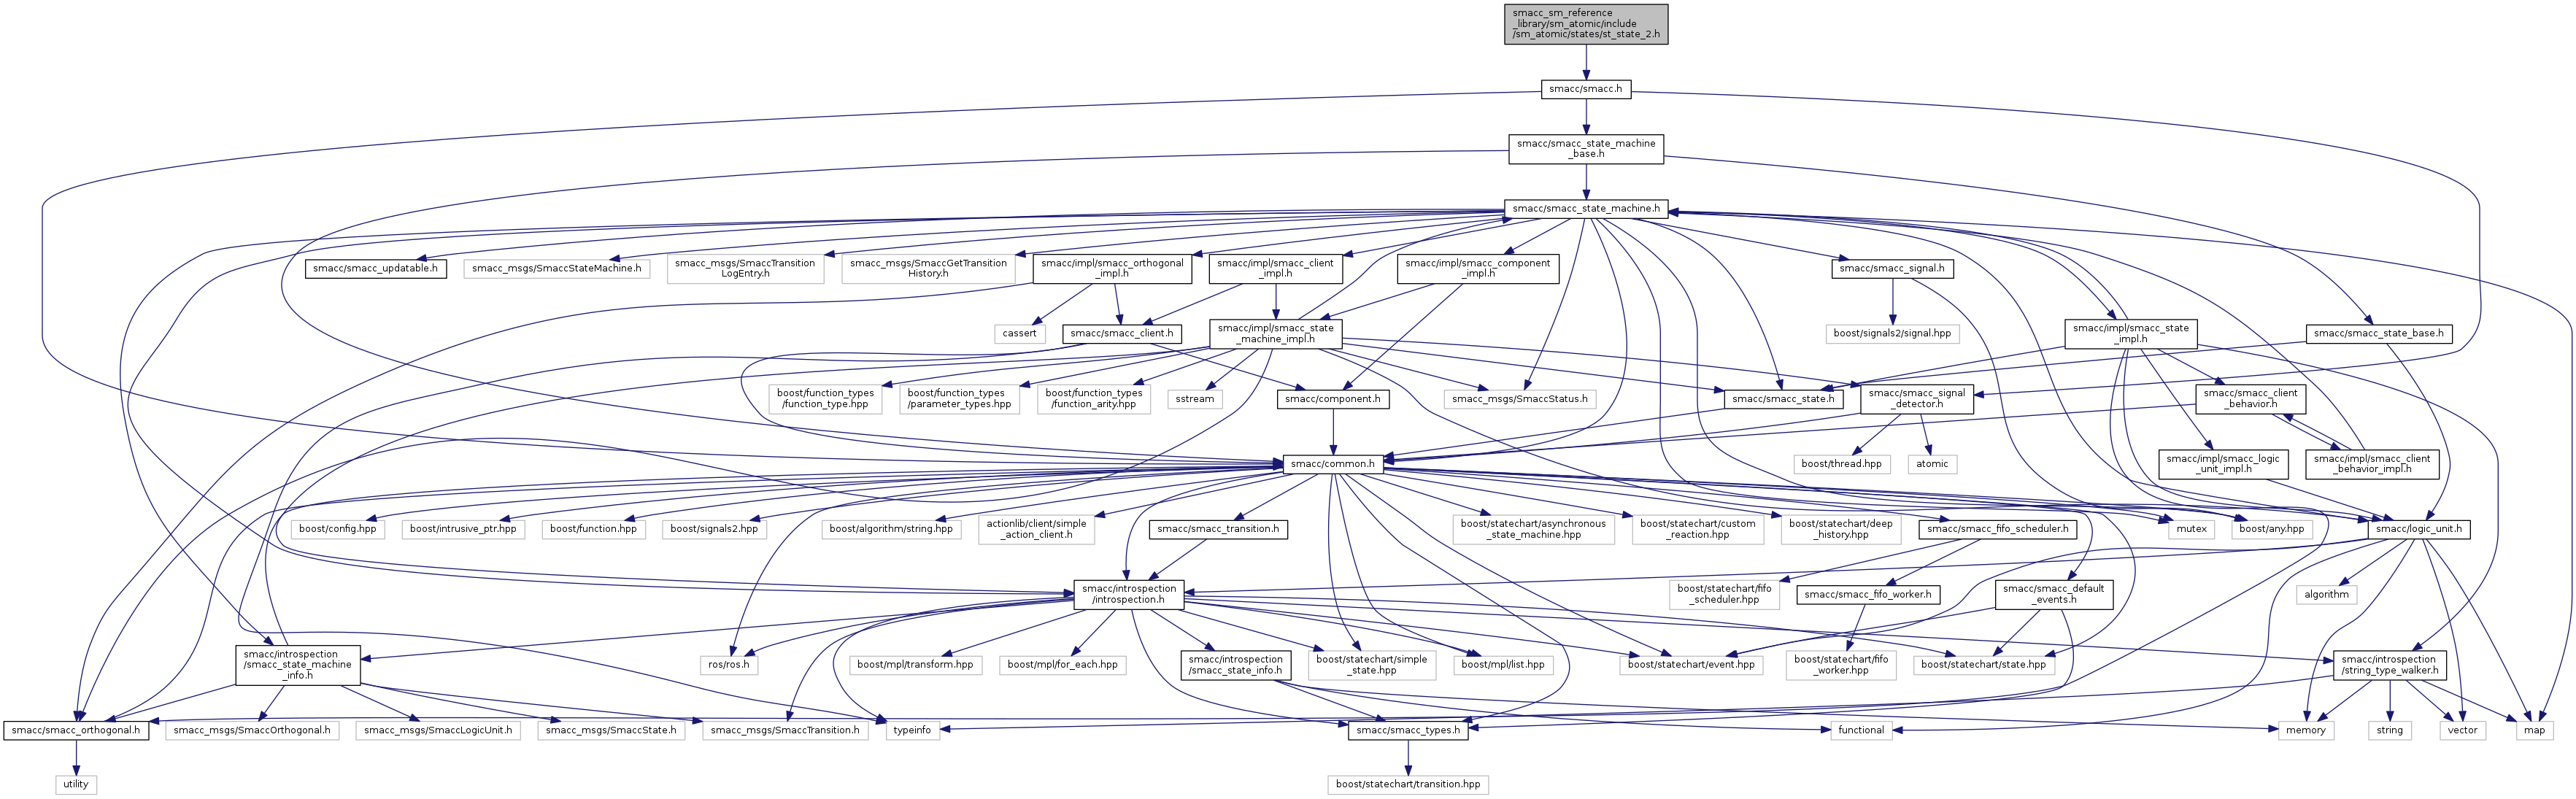 smacc_sm_reference
_library/sm_atomic/include
/sm_atomic/states/st_state_2.h
smacc/smacc.h
smacc/smacc_state_machine
_base.h
smacc/smacc_state_machine.h
smacc/smacc_updatable.h
smacc_msgs/SmaccStateMachine.h
smacc_msgs/SmaccTransition
LogEntry.h
smacc_msgs/SmaccGetTransition
History.h
smacc/impl/smacc_orthogonal
_impl.h
smacc/impl/smacc_client
_impl.h
smacc/impl/smacc_component
_impl.h
smacc/smacc_signal.h
cassert
smacc/smacc_client.h
smacc/impl/smacc_state
_machine_impl.h
boost/signals2/signal.hpp
smacc/impl/smacc_state
_impl.h
smacc/smacc_state_base.h
boost/function_types
/function_type.hpp
boost/function_types
/parameter_types.hpp
boost/function_types
/function_arity.hpp
sstream
smacc/component.h
smacc_msgs/SmaccStatus.h
smacc/smacc_state.h
smacc/smacc_signal
_detector.h
smacc/smacc_client
_behavior.h
smacc/common.h
boost/thread.hpp
atomic
smacc/impl/smacc_logic
_unit_impl.h
smacc/impl/smacc_client
_behavior_impl.h
boost/config.hpp
boost/intrusive_ptr.hpp
boost/function.hpp
boost/signals2.hpp
boost/algorithm/string.hpp
actionlib/client/simple
_action_client.h
smacc/smacc_transition.h
boost/statechart/asynchronous
_state_machine.hpp
boost/statechart/custom
_reaction.hpp
boost/statechart/deep
_history.hpp
smacc/smacc_fifo_scheduler.h
mutex
boost/any.hpp
smacc/logic_unit.h
smacc/introspection
/introspection.h
boost/statechart/fifo
_scheduler.hpp
smacc/smacc_fifo_worker.h
smacc/smacc_default
_events.h
algorithm
smacc/introspection
/smacc_state_machine
_info.h
ros/ros.h
boost/mpl/transform.hpp
boost/mpl/for_each.hpp
smacc/introspection
/smacc_state_info.h
boost/statechart/simple
_state.hpp
boost/mpl/list.hpp
boost/statechart/event.hpp
boost/statechart/fifo
_worker.hpp
boost/statechart/state.hpp
smacc/introspection
/string_type_walker.h
smacc/smacc_orthogonal.h
smacc_msgs/SmaccOrthogonal.h
smacc_msgs/SmaccLogicUnit.h
smacc_msgs/SmaccState.h
smacc_msgs/SmaccTransition.h
typeinfo
smacc/smacc_types.h
functional
memory
string
vector
map
utility
boost/statechart/transition.hpp